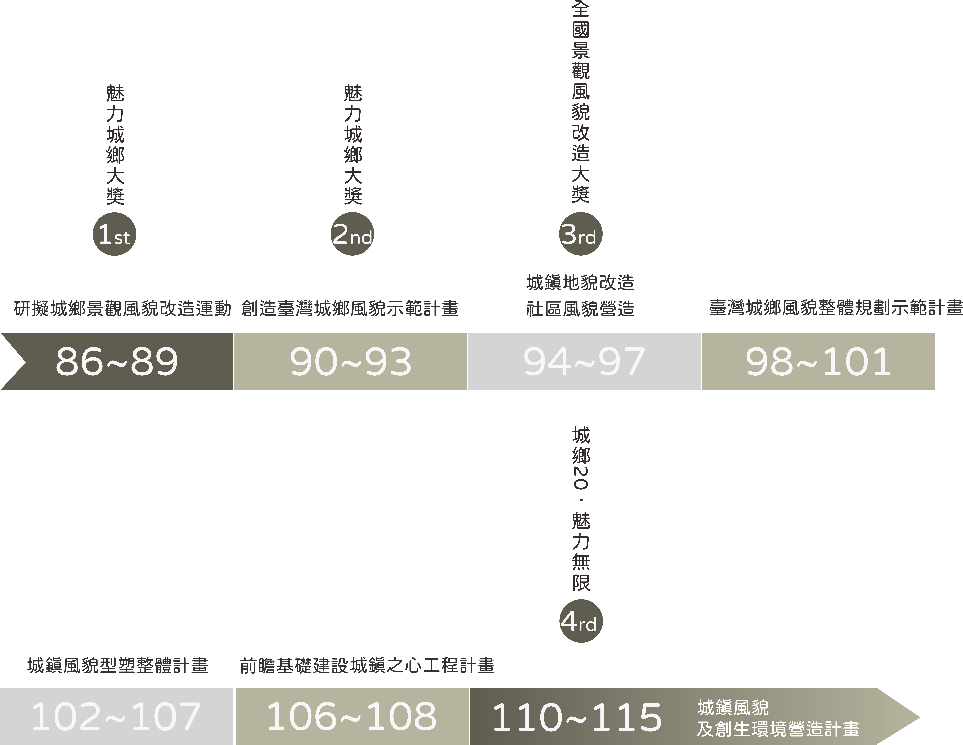 魅力城鄉大獎
1st
魅力城鄉大獎
2nd
全國景觀風貌改造大獎
3rd
研擬城鄉景觀風貌改造運動
創造臺灣城鄉風貌示範計畫
城鎮地貌改造
社區風貌營造
臺灣城鄉風貌整體規劃示範計畫
86~89
90~93
94~97
98~101
城鄉20．魅力無限
4rd
城鎮風貌型塑整體計畫
前瞻基礎建設城鎮之心工程計畫
102~107
106~108
110~115
城鎮風貌
及創生環境營造計畫